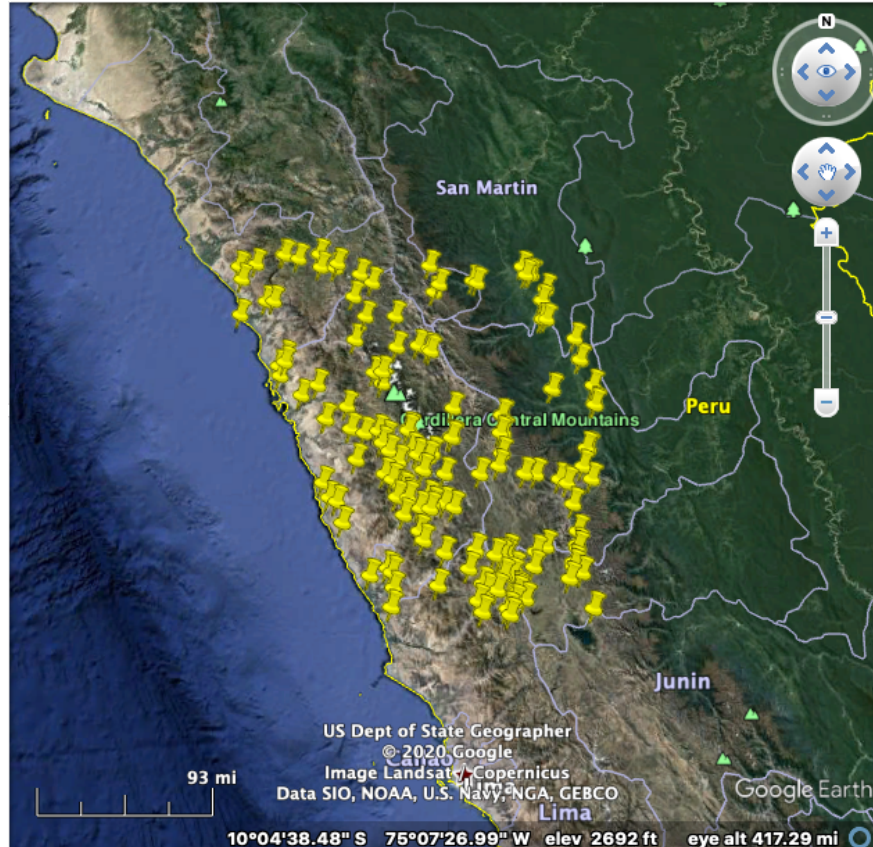 N
San Martin
Peru
Cordillera Central Mountains
Junin
US Dept of State Geographer
© 2020 Google
Callao
Image Landsat / Copernicus
93 mi
Data SIO, NOAA, U.S. Navy, NGA, GEBCO
Google Earth
Lima
Lima
10°04'38.48" S 75°07'26.99" W elev 2692 ft eye alt 417.29 mi